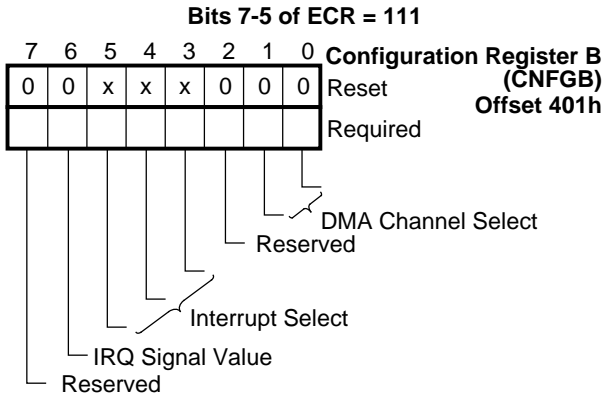 Bits 7-5 of ECR = 111
7 6 5 4 3 2 1 0 Configuration Register B
(CNFGB)
0 0 x x x 0 0 0 Reset
Offset 401h
Required
DMA Channel Select
Reserved
Interrupt Select
IRQ Signal Value
Reserved